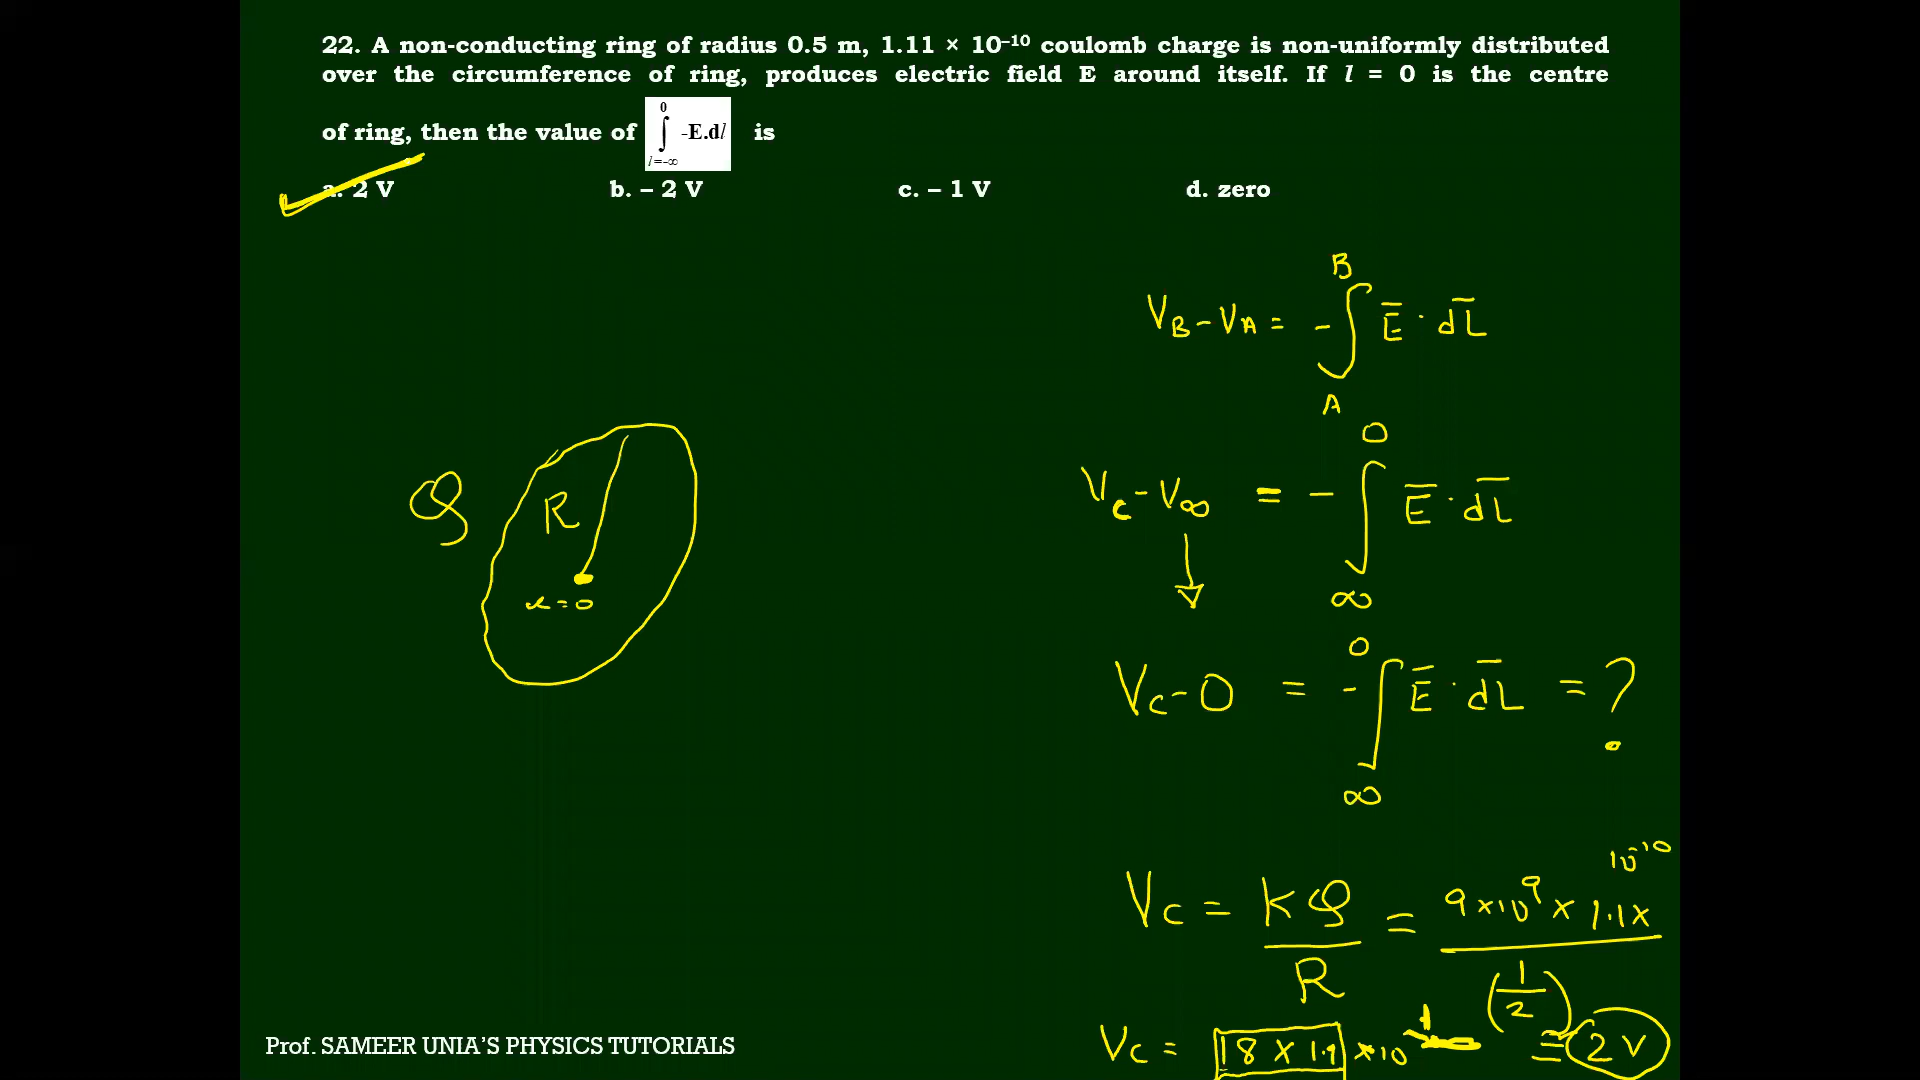 22. A non-conducting ring of radius 0.5 m, 1.11 × 10⁻¹⁰ coulomb charge is non-uniformly distributed
over the circumference of ring, produces electric field E around itself. If l = 0 is the centre
of ring, then the value of ∫_{l=-∞}^{0} -E.dl is
a. 2 V b. – 2 V c. – 1 V d. zero
V_B - V_A = - ∫_A^B E̅ · dL̅
V_c - V_∞ = - ∫_∞^0 E̅ · dL̅
Q R
x=0
V_c - 0 = - ∫_∞^0 E̅ · dL̅ = ?
V_c = KQ/R = 9×10⁹ × 1.1× 10⁻¹⁰ / (1/2)
V_c = 18 × 1.1 ×10 = 2 V
Prof. SAMEER UNIA'S PHYSICS TUTORIALS